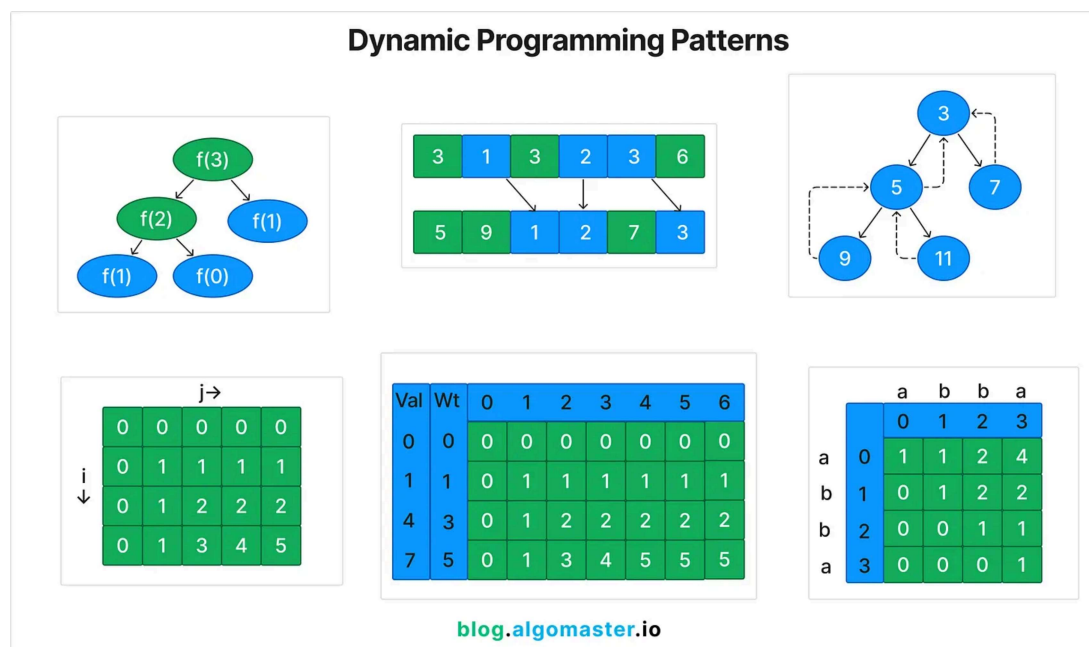 Dynamic Programming Patterns
f(3)
f(2) f(1)
f(1) f(0)
3 1 3 2 3 6
5 9 1 2 7 3
3
5 7
9 11
j→
i
↓
0 0 0 0 0
0 1 1 1 1
0 1 2 2 2
0 1 3 4 5
Val Wt 0 1 2 3 4 5 6
0 0 0 0 0 0 0 0 0
1 1 0 1 1 1 1 1 1
4 3 0 1 2 2 2 2 2
7 5 0 1 3 4 5 5 5
a b b a
0 1 2 3
a 0 1 1 2 4
b 1 0 1 2 2
b 2 0 0 1 1
a 3 0 0 0 1
blog.algomaster.io